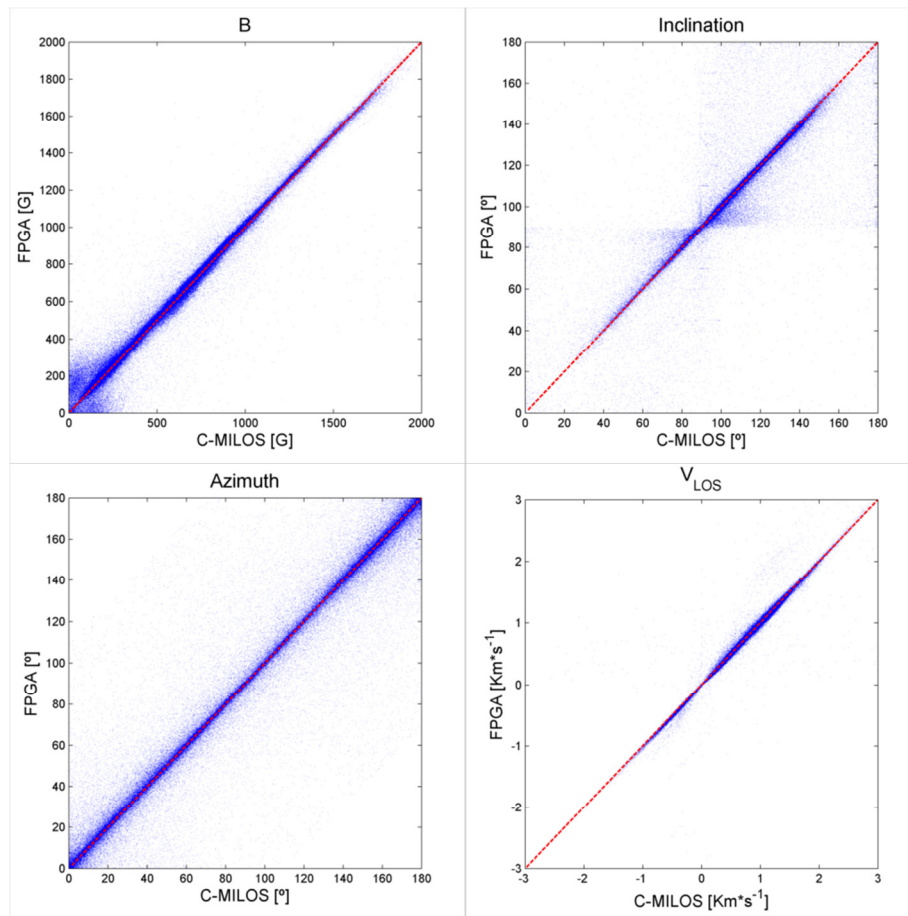 B
2000
1800
1600
1400
1200
1000
800
600
400
200
0
FPGA [G]
0 500 1000 1500 2000
C-MILOS [G]
Inclination
180
160
140
120
100
80
60
40
20
0
FPGA [º]
0 20 40 60 80 100 120 140 160 180
C-MILOS [º]
Azimuth
180
160
140
120
100
80
60
40
20
0
FPGA [º]
0 20 40 60 80 100 120 140 160 180
C-MILOS [º]
V_LOS
3
2
1
0
-1
-2
-3
FPGA [Km*s⁻¹]
-3 -2 -1 0 1 2 3
C-MILOS [Km*s⁻¹]